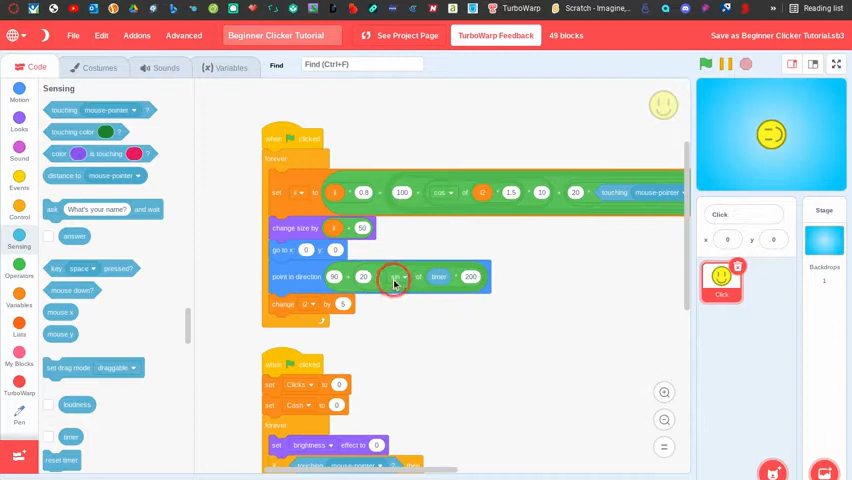 TurboWarp
Scratch - Imagine,...
Reading list
File
Edit
Addons
Advanced
Beginner Clicker Tutorial
See Project Page
TurboWarp Feedback
49 blocks
Save as Beginner Clicker Tutorial.sb3
Code
Costumes
Sounds
Variables
Find
Find (Ctrl+F)
Motion
Looks
Sound
Events
Control
Sensing
Operators
Variables
Lists
My Blocks
TurboWarp
Pen
Sensing
touching mouse-pointer ?
touching color ?
color is touching ?
distance to mouse-pointer
ask What's your name? and wait
answer
key space pressed?
mouse down?
mouse x
mouse y
set drag mode draggable
loudness
timer
reset timer
when clicked
forever
set to 0.8 100 cos of i2 * 1.5 * 10 + 20 * touching mouse-pointer
change size by + 50
go to x: 0 y: 0
point in direction 90 + 20 sin of timer * 200
change i2 by 5
when clicked
set Clicks to 0
set Cash to 0
forever
set brightness effect to 0
if touching mouse-pointer ? then
Click
x 0 y 0
Click
Stage
Backdrops
1